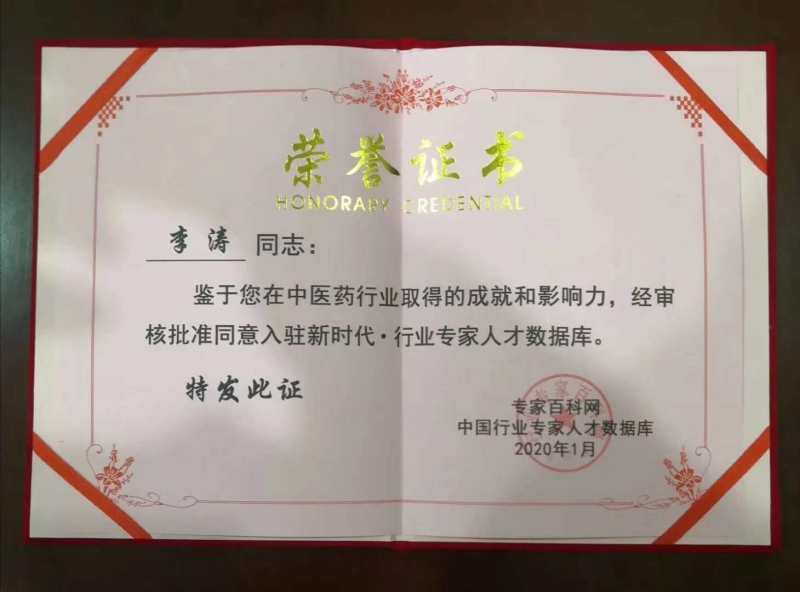 荣誉证书
HONORARY CREDENTIAL
李涛 同志：
鉴于您在中医药行业取得的成就和影响力，经审
核批准同意入驻新时代·行业专家人才数据库。
特发此证
专家百科网
中国行业专家人才数据库
2020年1月